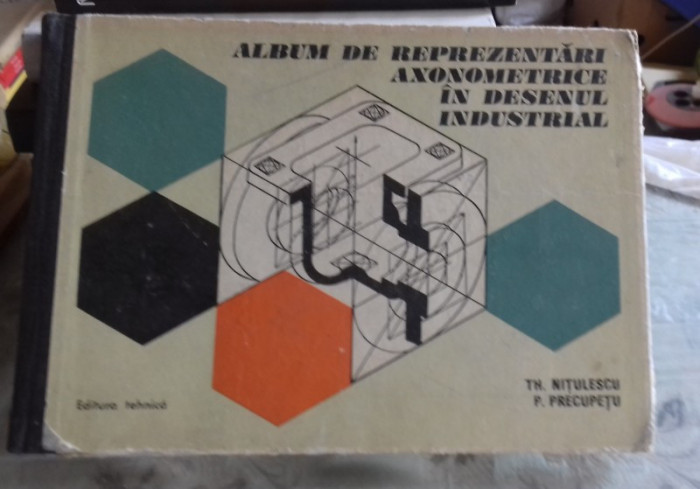 ALBUM DE REPREZENTĂRI
AXONOMETRICE
ÎN DESENUL
INDUSTRIAL
TH. NIȚULESCU
P. PRECUPEȚU
Editura tehnică